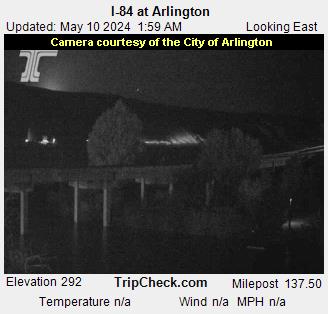 I-84 at Arlington
Updated: May 10 2024 1:59 AM Looking East
Camera courtesy of the City of Arlington
Elevation 292 TripCheck.com Milepost 137.50
Temperature n/a Wind n/a MPH n/a